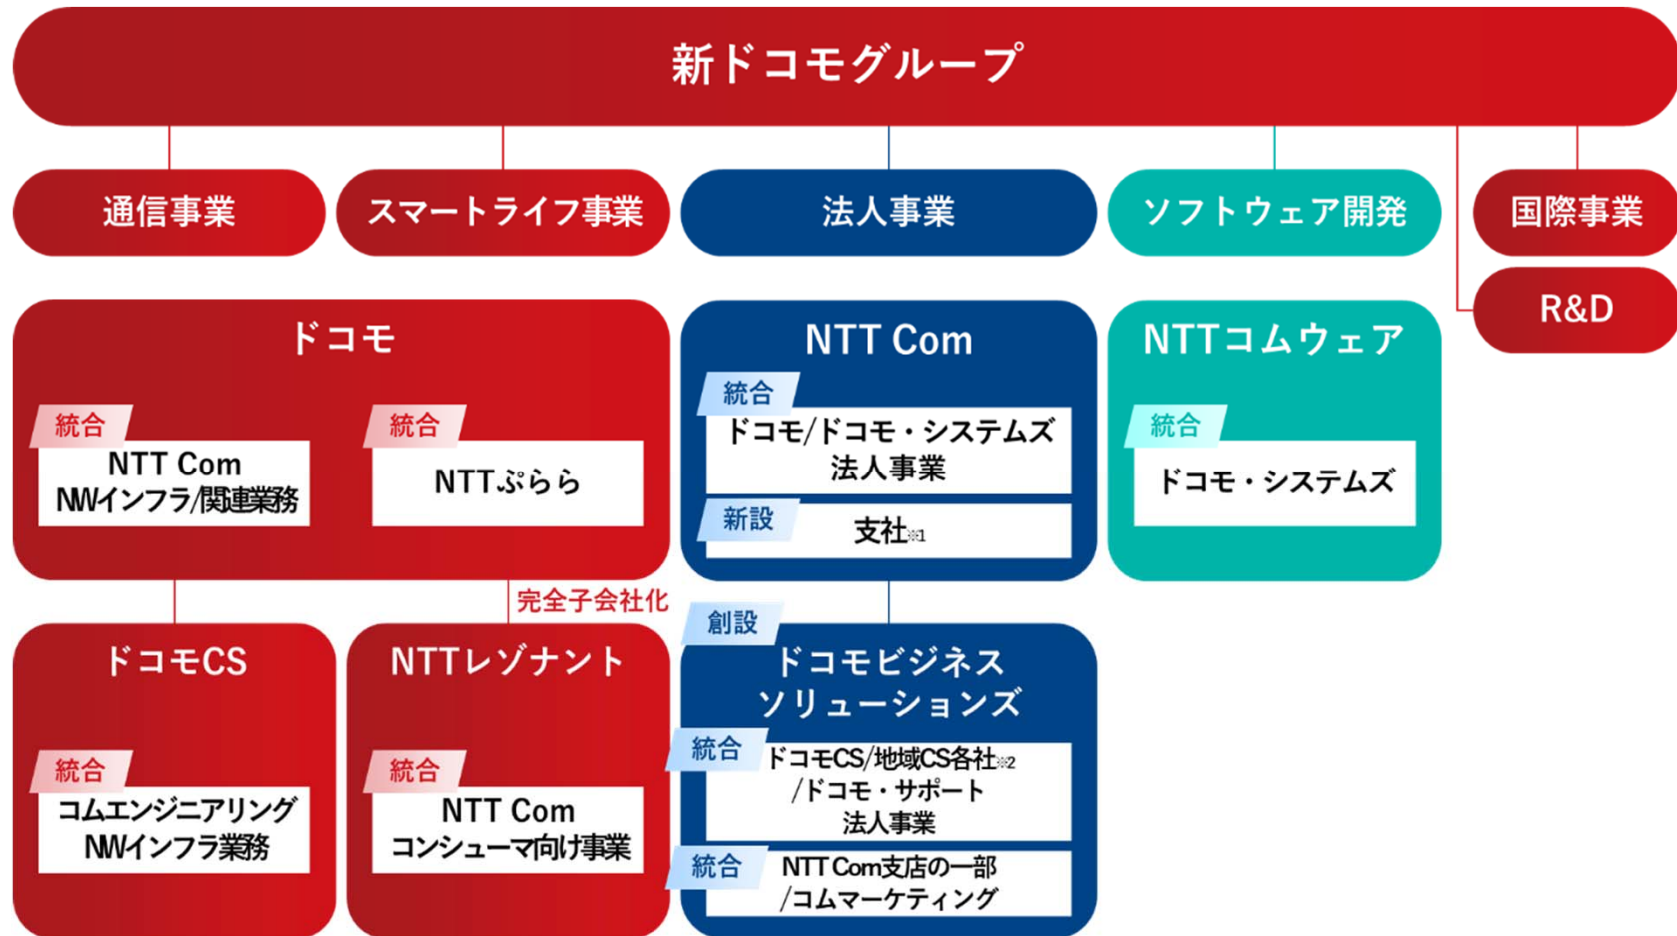 新ドコモグループ
通信事業
スマートライフ事業
法人事業
ソフトウェア開発
国際事業
R&D
ドコモ
統合
NTT Com
NWインフラ/関連業務
統合
NTTぷらら
NTT Com
統合
ドコモ/ドコモ・システムズ
法人事業
新設
支社※1
NTTコムウェア
統合
ドコモ・システムズ
完全子会社化
ドコモCS
統合
コムエンジニアリング
NWインフラ業務
NTTレゾナント
統合
NTT Com
コンシューマ向け事業
創設
ドコモビジネス
ソリューションズ
統合
ドコモCS/地域CS各社※2
/ドコモ・サポート
法人事業
統合
NTT Com支店の一部
/コムマーケティング